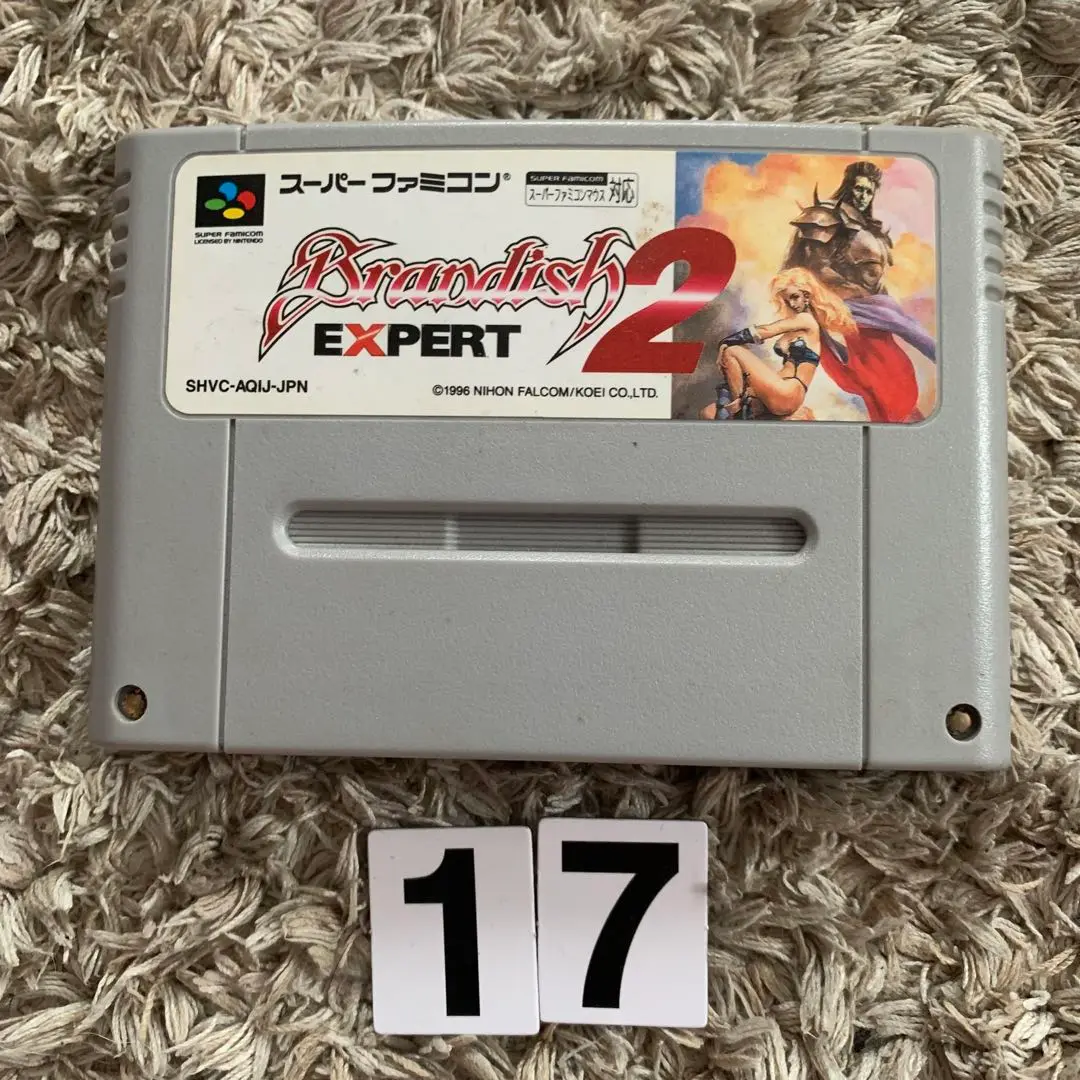 スーパーファミコン®
SUPER FAMICOM
スーパーファミコンマウス対応
SUPER FAMICOM
LICENSED BY NINTENDO
Brandish 2
EXPERT
SHVC-AQIJ-JPN
©1996 NIHON FALCOM/KOEI CO.,LTD.
17